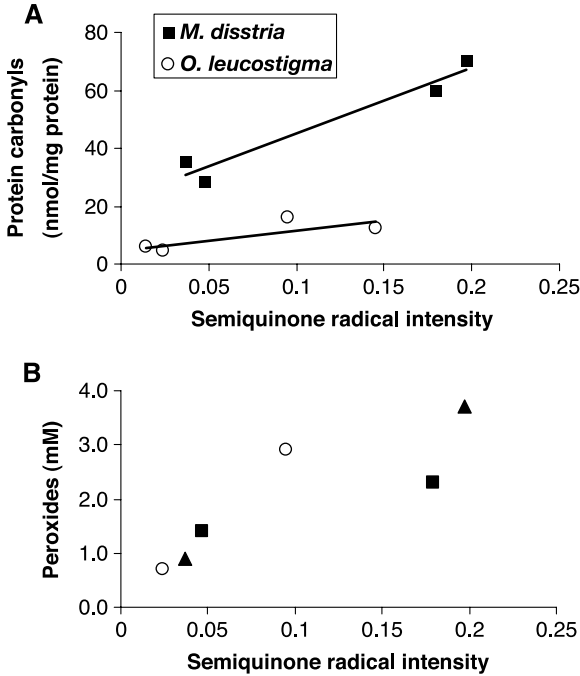 A
M. disstria
O. leucostigma
Protein carbonyls
(nmol/mg protein)
80
60
40
20
0
0 0.05 0.1 0.15 0.2 0.25
Semiquinone radical intensity
B
Peroxides (mM)
4.0
3.0
2.0
1.0
0.0
0 0.05 0.1 0.15 0.2 0.25
Semiquinone radical intensity